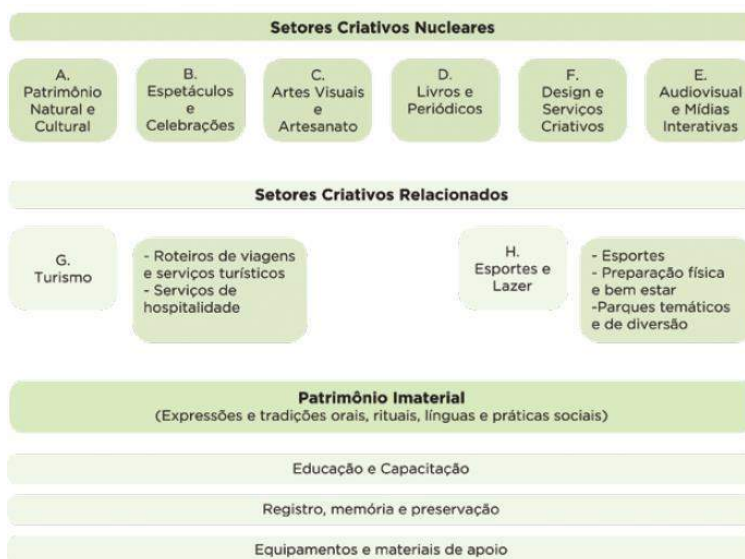 Setores Criativos Nucleares
A.
Patrimônio
Natural e
Cultural
B.
Espetáculos
e
Celebrações
C.
Artes Visuais
e
Artesanato
D.
Livros e
Periódicos
F.
Design e
Serviços
Criativos
E.
Audiovisual
e Mídias
Interativas
Setores Criativos Relacionados
G.
Turismo
- Roteiros de viagens
e serviços turísticos
- Serviços de
hospitalidade
H.
Esportes e
Lazer
- Esportes
- Preparação física
e bem estar
-Parques temáticos
e de diversão
Patrimônio Imaterial
(Expressões e tradições orais, rituais, línguas e práticas sociais)
Educação e Capacitação
Registro, memória e preservação
Equipamentos e materiais de apoio